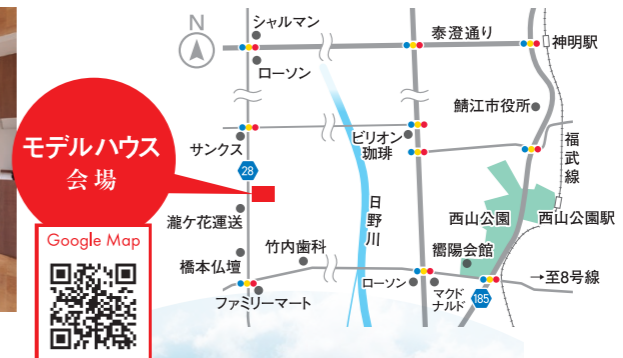 N
シャルマン
ローソン
泰澄通り
神明駅
鯖江市役所
福武線
サンクス
ビリオン
珈琲
モデルハウス
会場
28
瀧ケ花運送
日野川
西山公園
西山公園駅
嚮陽会館
竹内歯科
橋本仏壇
→至8号線
ローソン
マクド
ナルド
185
ファミリーマート
Google Map